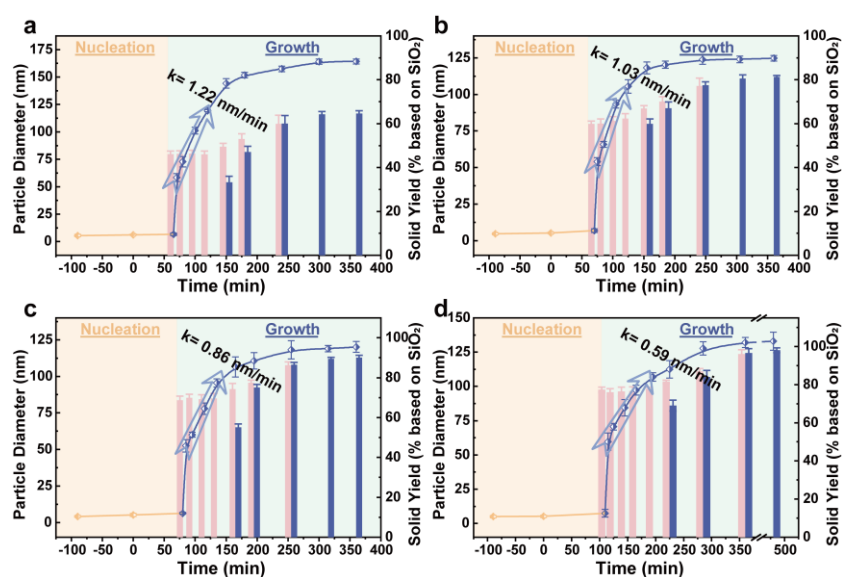 a
Nucleation
Growth
k= 1.22 nm/min
Particle Diameter (nm)
175
150
125
100
75
50
25
0
Solid Yield (% based on SiO₂)
100
80
60
40
20
0
-100 -50 0 50 100 150 200 250 300 350 400
Time (min)
b
Nucleation
Growth
k= 1.03 nm/min
Particle Diameter (nm)
125
100
75
50
25
0
Solid Yield (% based on SiO₂)
100
80
60
40
20
0
-100 -50 0 50 100 150 200 250 300 350 400
Time (min)
c
Nucleation
Growth
k= 0.86 nm/min
Particle Diameter (nm)
125
100
75
50
25
0
Solid Yield (% based on SiO₂)
100
80
60
40
20
0
-100 -50 0 50 100 150 200 250 300 350 400
Time (min)
d
Nucleation
Growth
k= 0.59 nm/min
Particle Diameter (nm)
150
125
100
75
50
25
0
Solid Yield (% based on SiO₂)
100
80
60
40
20
0
-100 -50 0 50 100 150 200 250 300 350 500
Time (min)